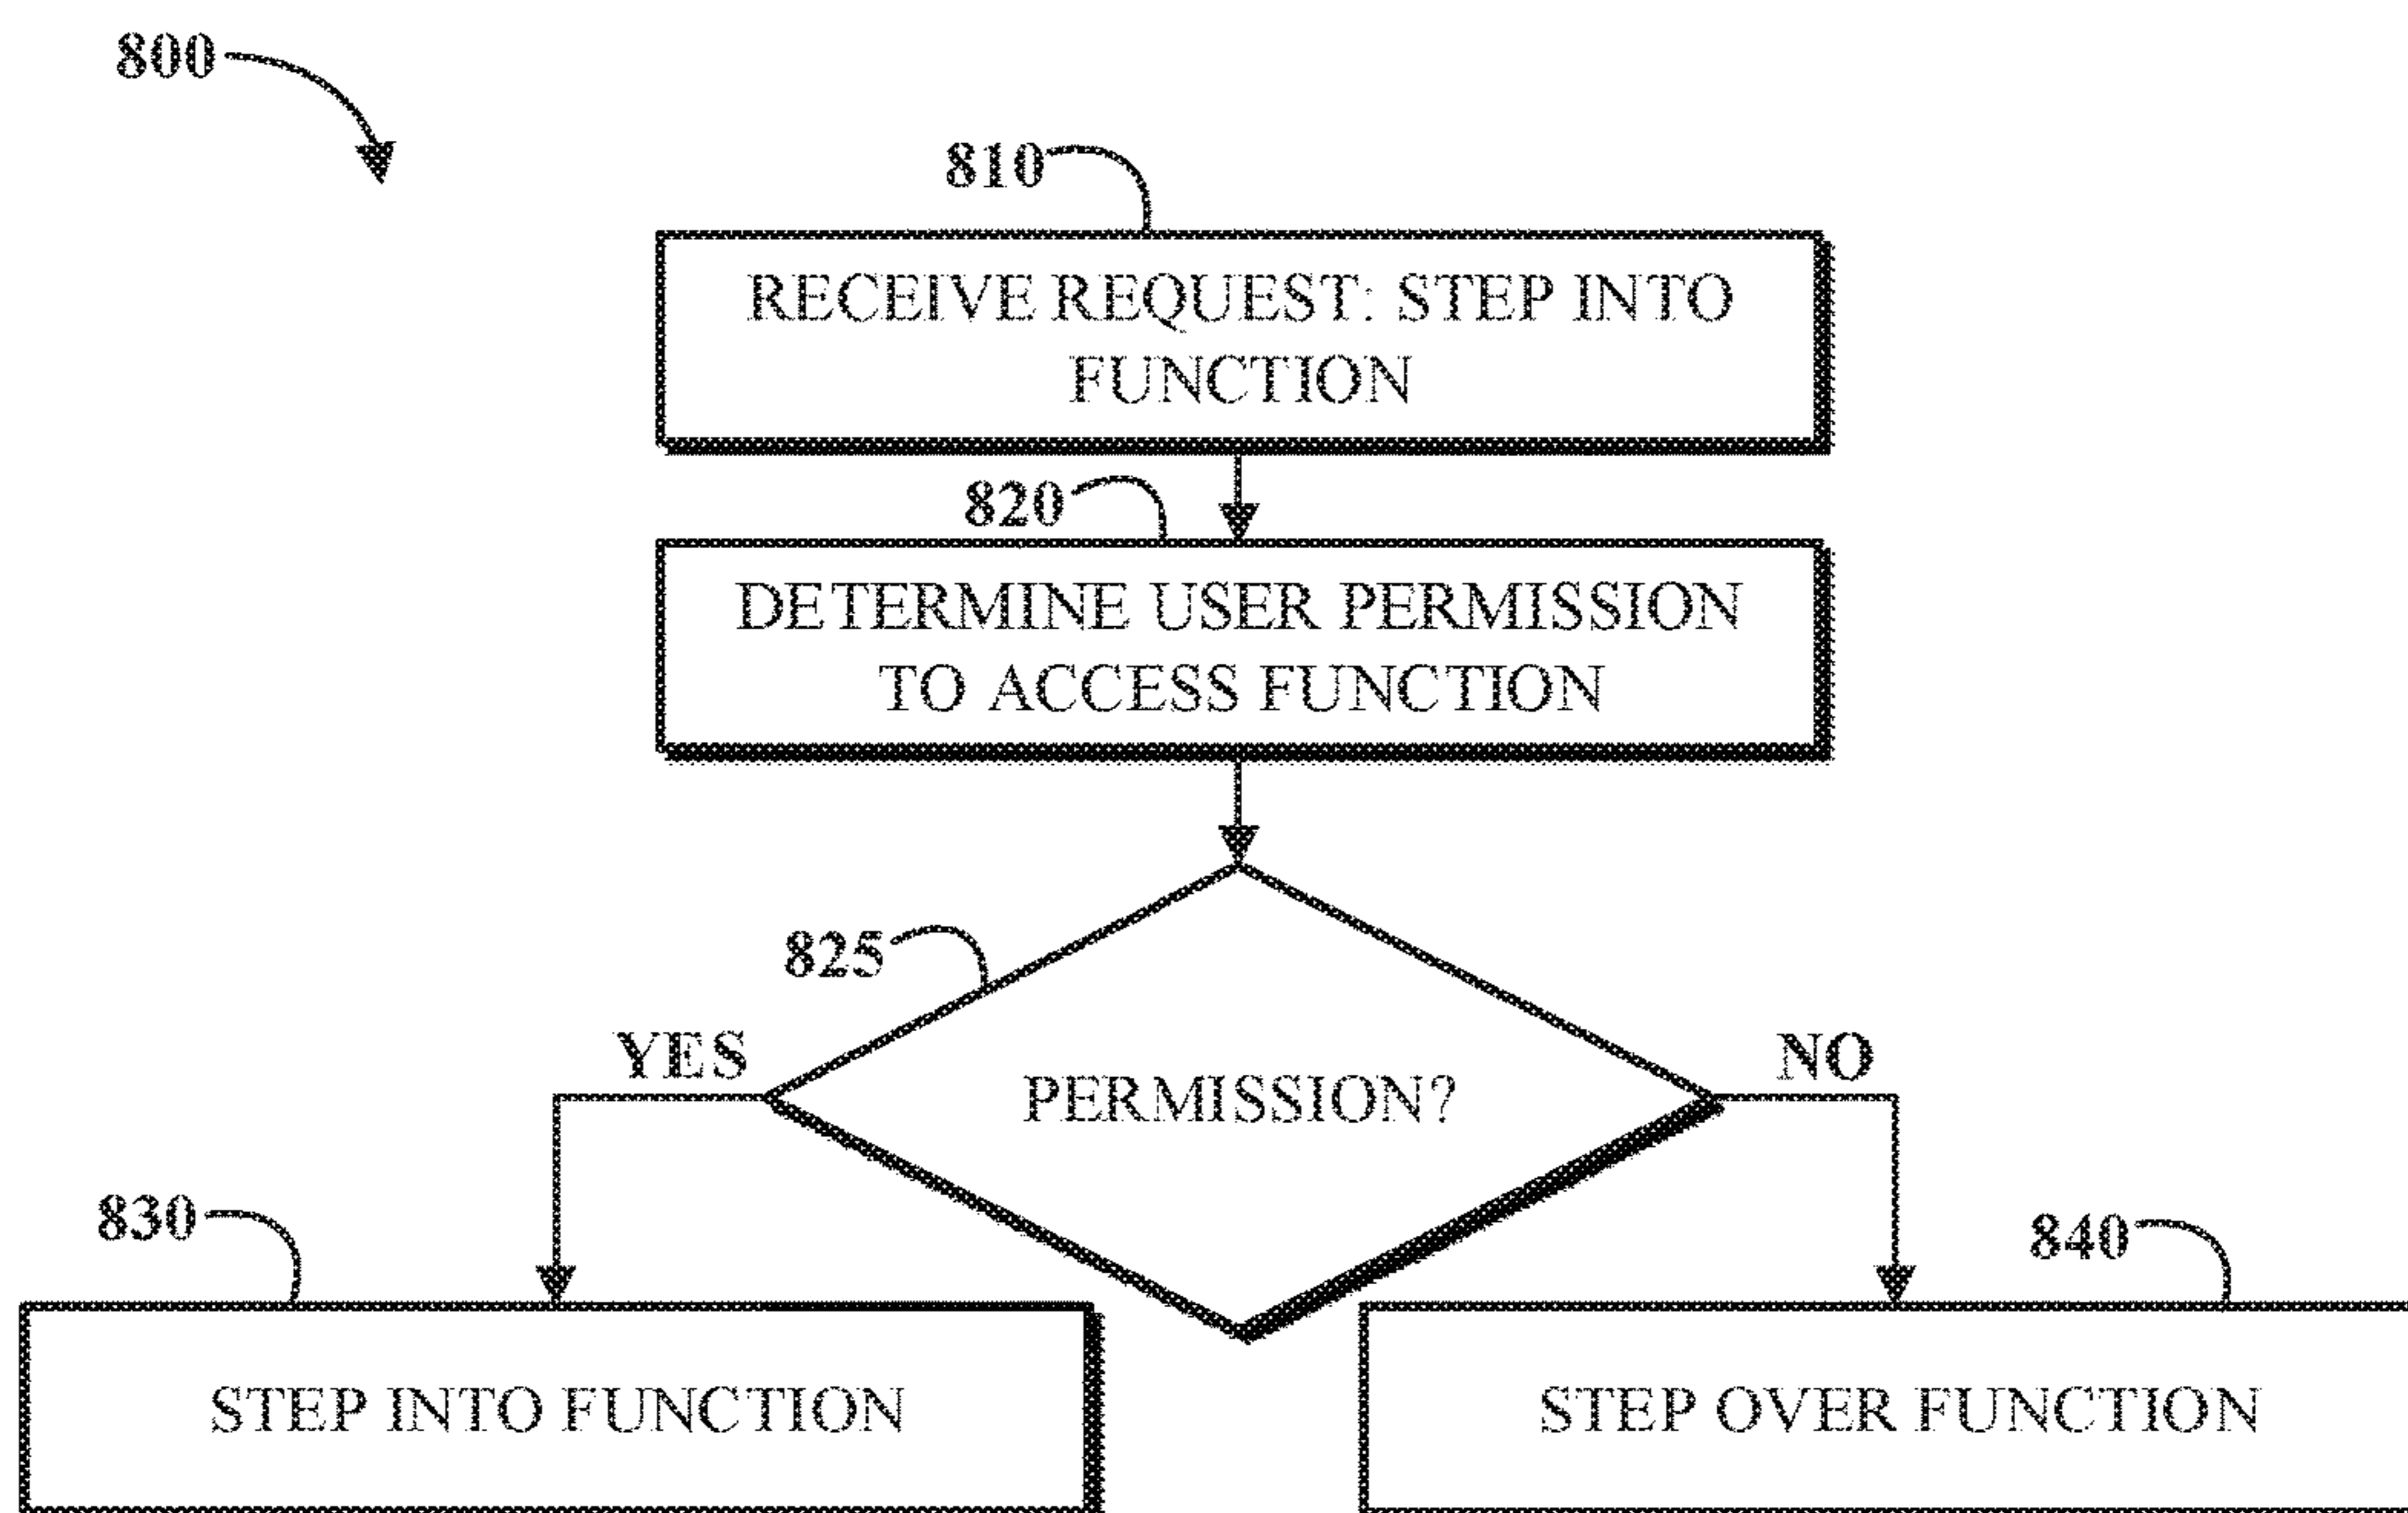 800
810
RECEIVE REQUEST: STEP INTO
FUNCTION
820
DETERMINE USER PERMISSION
TO ACCESS FUNCTION
825
YES
PERMISSION?
NO
830
840
STEP INTO FUNCTION
STEP OVER FUNCTION